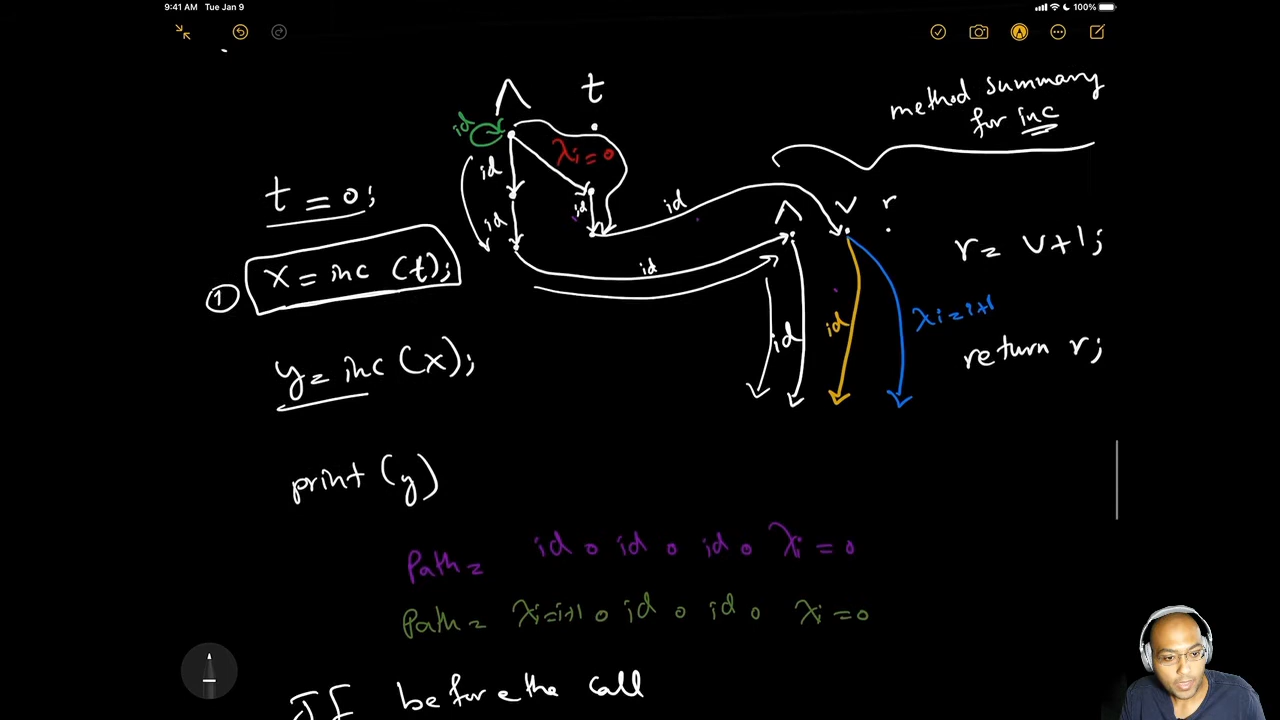 9:41 AM Tue Jan 9
100%
method summary
for inc
Λ t
id
λi=0
id
id
id
id
id
t = 0;
① x = inc (t);
y = inc (x);
print (y)
Λ v r
r = v+1;
return r;
id
id
λi=i+1
Path = id ∘ id ∘ id ∘ λi = 0
Path = λi=i+1 ∘ id ∘ id ∘ λi = 0
before the call